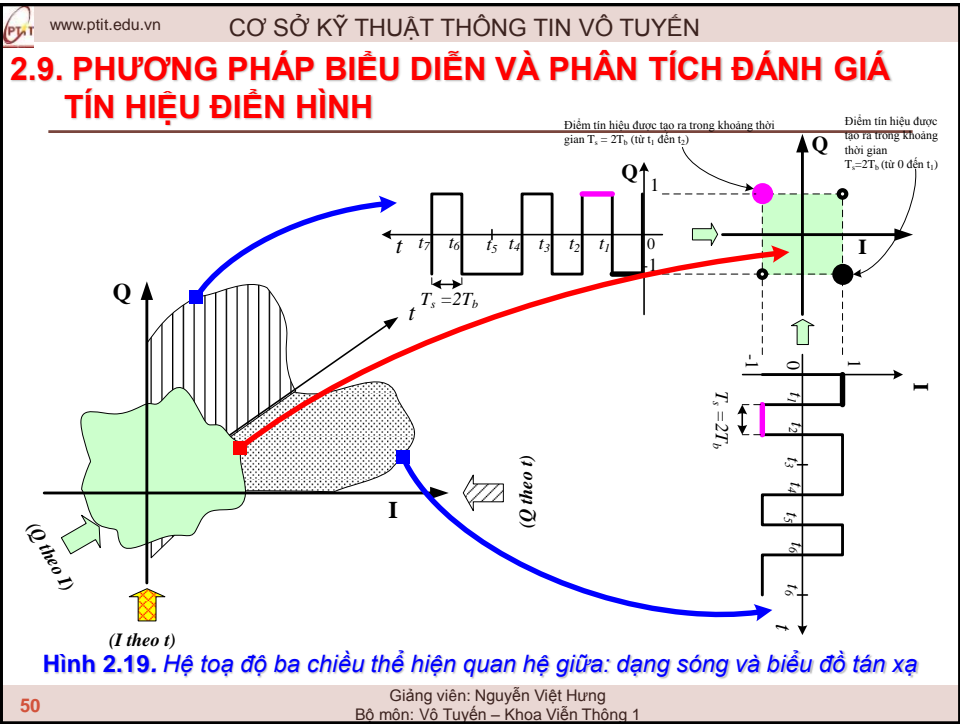 PTIT
www.ptit.edu.vn
CƠ SỞ KỸ THUẬT THÔNG TIN VÔ TUYẾN
2.9. PHƯƠNG PHÁP BIỂU DIỄN VÀ PHÂN TÍCH ĐÁNH GIÁ
TÍN HIỆU ĐIỂN HÌNH
Điểm tín hiệu được tạo ra trong khoảng thời
gian Ts = 2Tb (từ t1 đến t2)
Điểm tín hiệu được
tạo ra trong khoảng
thời gian
Ts=2Tb (từ 0 đến t1)
Q
1
t t7 t6 t5 t4 t3 t2 t1 0
-1
Ts =2Tb
Q
I
Q
t
I
(Q theo t)
(Q theo I)
(I theo t)
-1 0 1
I
t1
Ts =2Tb
t2
t3
t4
t5
t6
t6
t
Hình 2.19. Hệ toạ độ ba chiều thể hiện quan hệ giữa: dạng sóng và biểu đồ tán xạ
50
Giảng viên: Nguyễn Việt Hưng
Bộ môn: Vô Tuyến – Khoa Viễn Thông 1